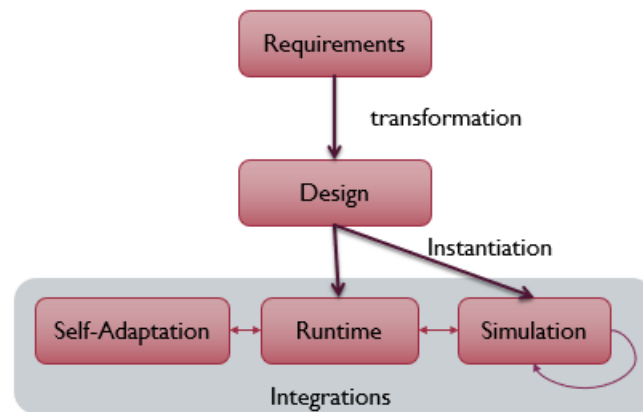 Requirements
transformation
Design
Instantiation
Self-Adaptation
Runtime
Simulation
Integrations